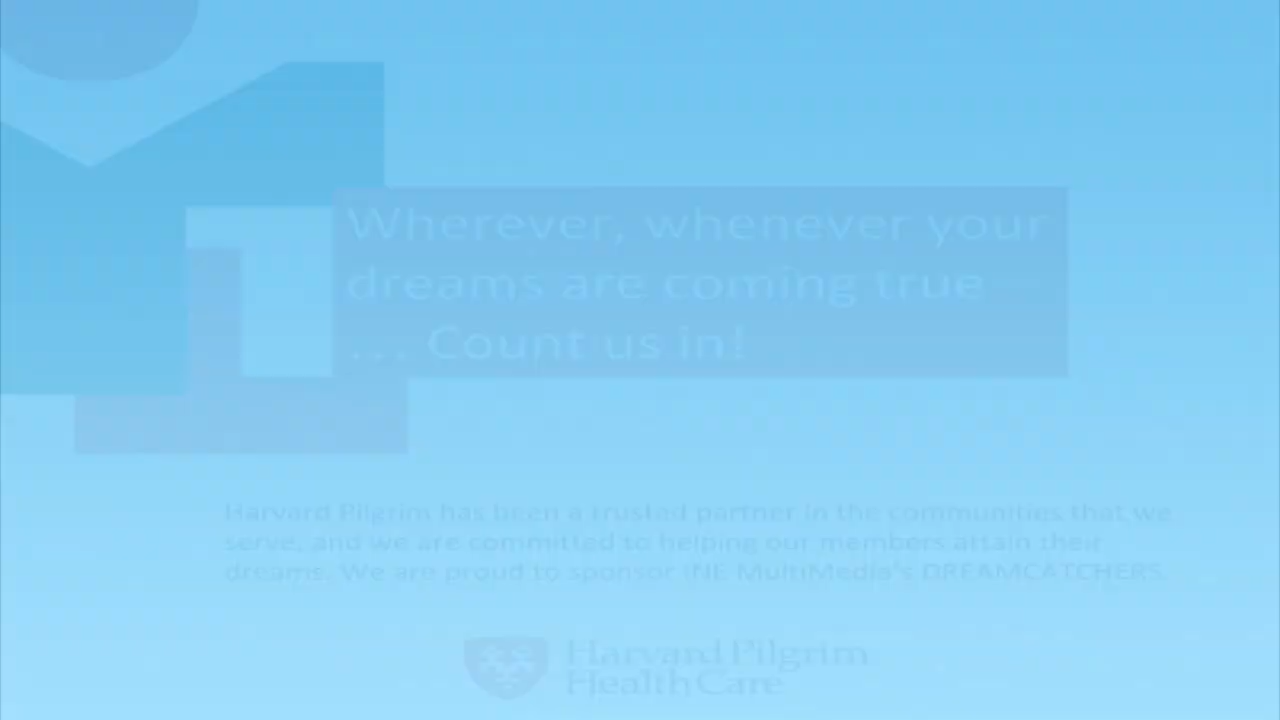 Wherever, whenever your
dreams are coming true
... Count us in!
Harvard Pilgrim has been a trusted partner in the communities that we
serve, and we are committed to helping our members attain their
dreams. We are proud to sponsor INE MultiMedia's DREAMCATCHERS.
Harvard Pilgrim
HealthCare